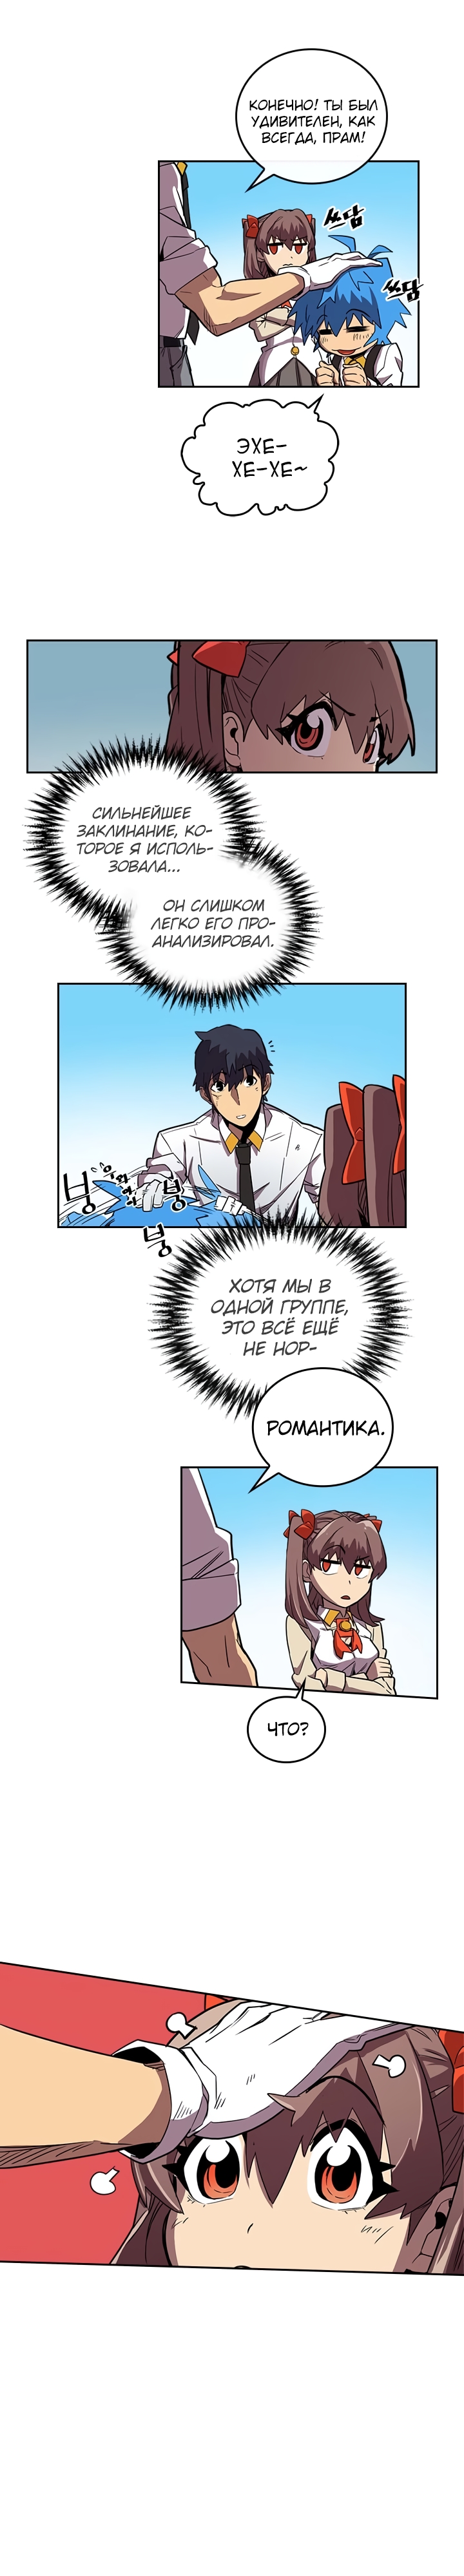 КОНЕЧНО! ТЫ БЫЛ
УДИВИТЕЛЕН, КАК
ВСЕГДА, ПРАМ!
쓰담
쓰담
ЭХЕ-
ХЕ-ХЕ~
СИЛЬНЕЙШЕЕ
ЗАКЛИНАНИЕ, КО-
ТОРОЕ Я ИСПОЛЬ-
ЗОВАЛА...
ОН СЛИШКОМ
ЛЕГКО ЕГО ПРО-
АНАЛИЗИРОВАЛ.
붕
붕
붕
ХОТЯ МЫ В
ОДНОЙ ГРУППЕ,
ЭТО ВСЁ ЕЩЁ
НЕ НОР-
РОМАНТИКА.
ЧТО?